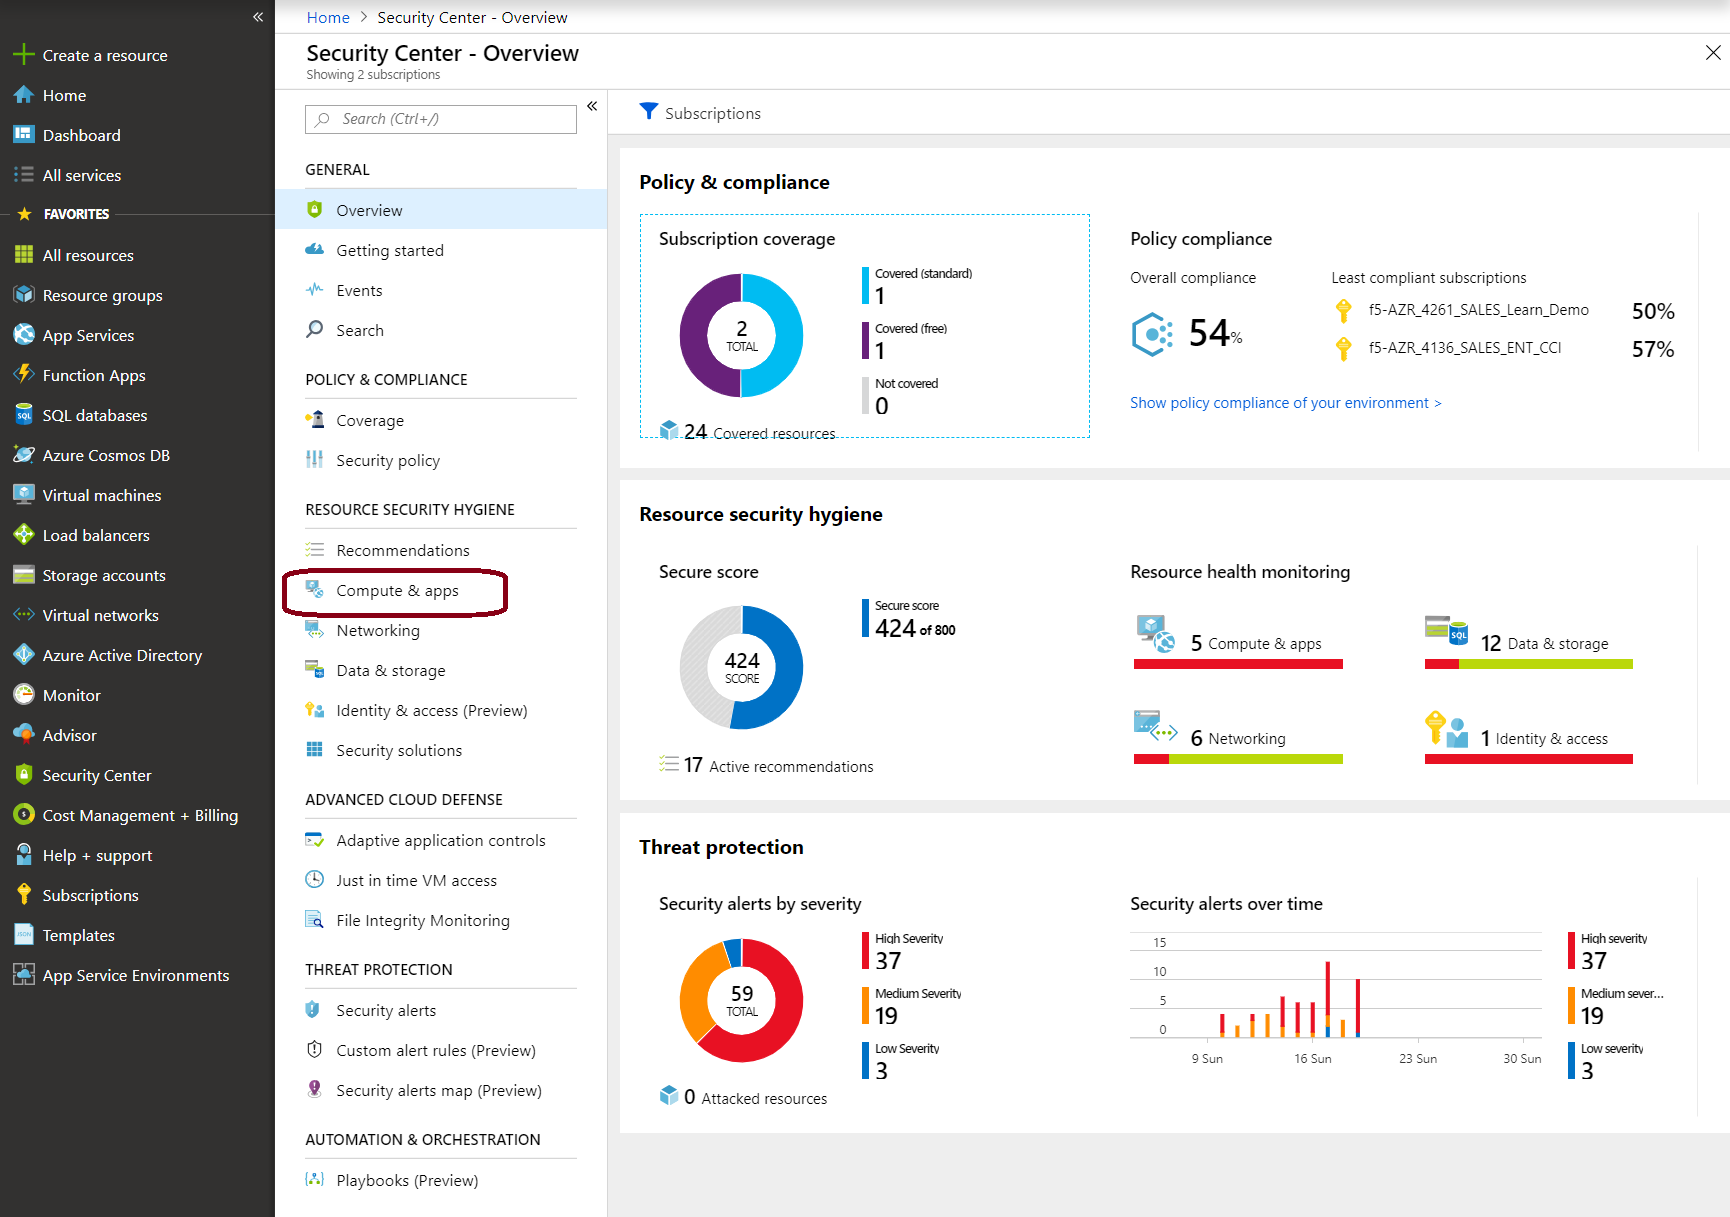 «
Create a resource
Home
Dashboard
All services
FAVORITES
All resources
Resource groups
App Services
Function Apps
SQL databases
Azure Cosmos DB
Virtual machines
Load balancers
Storage accounts
Virtual networks
Azure Active Directory
Monitor
Advisor
Security Center
Cost Management + Billing
Help + support
Subscriptions
Templates
App Service Environments
Home > Security Center - Overview
Security Center - Overview
Showing 2 subscriptions
Search (Ctrl+/)
«
GENERAL
Overview
Getting started
Events
Search
POLICY & COMPLIANCE
Coverage
Security policy
RESOURCE SECURITY HYGIENE
Recommendations
Compute & apps
Networking
Data & storage
Identity & access (Preview)
Security solutions
ADVANCED CLOUD DEFENSE
Adaptive application controls
Just in time VM access
File Integrity Monitoring
THREAT PROTECTION
Security alerts
Custom alert rules (Preview)
Security alerts map (Preview)
AUTOMATION & ORCHESTRATION
Playbooks (Preview)
Subscriptions
Policy & compliance
Subscription coverage
2
TOTAL
Covered (standard)
1
Covered (free)
1
Not covered
0
24 Covered resources
Policy compliance
Overall compliance
54%
Least compliant subscriptions
f5-AZR_4261_SALES_Learn_Demo 50%
f5-AZR_4136_SALES_ENT_CCI 57%
Show policy compliance of your environment >
Resource security hygiene
Secure score
424
SCORE
Secure score
424 of 800
17 Active recommendations
Resource health monitoring
5 Compute & apps
12 Data & storage
6 Networking
1 Identity & access
Threat protection
Security alerts by severity
59
TOTAL
High Severity
37
Medium Severity
19
Low Severity
3
0 Attacked resources
Security alerts over time
15
10
5
0
9 Sun 16 Sun 23 Sun 30 Sun
High severity
37
Medium sever...
19
Low severity
3